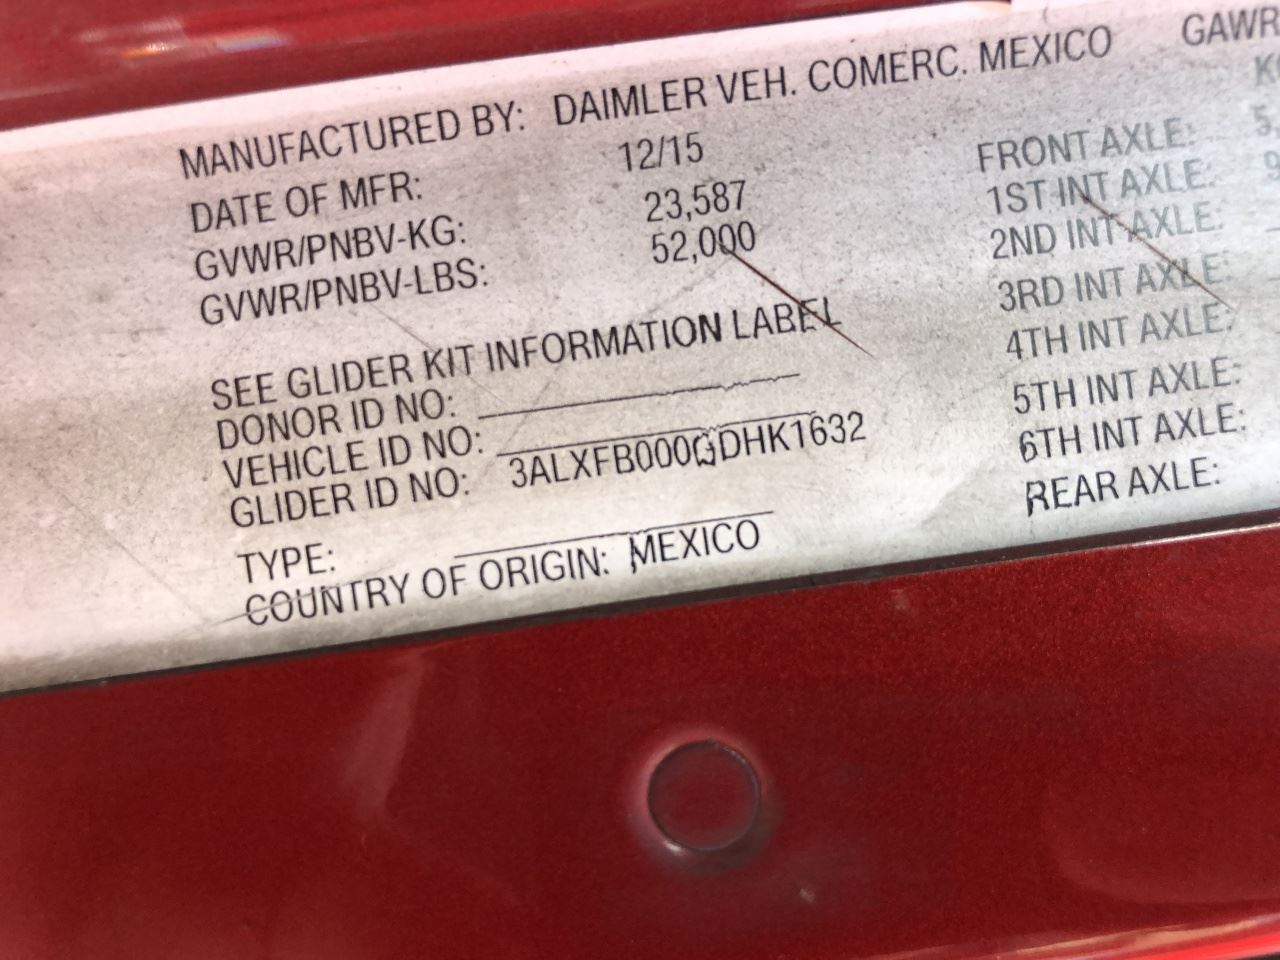 MANUFACTURED BY: DAIMLER VEH. COMERC. MEXICO
DATE OF MFR: 12/15
GVWR/PNBV-KG: 23,587
GVWR/PNBV-LBS: 52,000
SEE GLIDER KIT INFORMATION LABEL
DONOR ID NO:
VEHICLE ID NO:
GLIDER ID NO: 3ALXFB000GDHK1632
TYPE:
COUNTRY OF ORIGIN: MEXICO
GAWR
FRONT AXLE:
1ST INT AXLE:
2ND INT AXLE:
3RD INT AXLE:
4TH INT AXLE:
5TH INT AXLE:
6TH INT AXLE:
REAR AXLE: